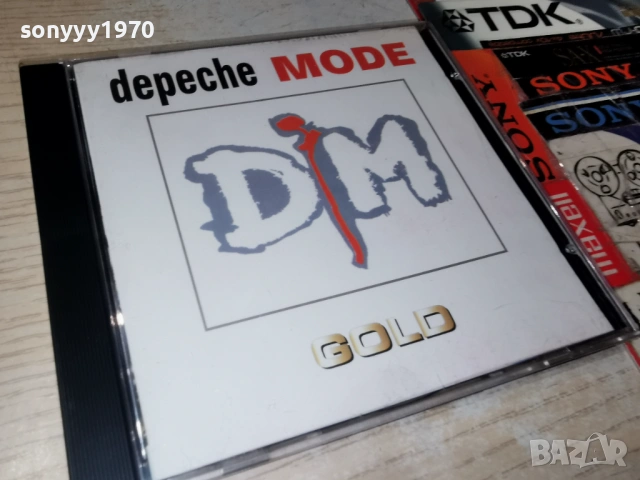 sonyyy1970
depeche MODE
DM
GOLD
TDK
TDK
SONY
SONY
SONY
maxell
BAZAR